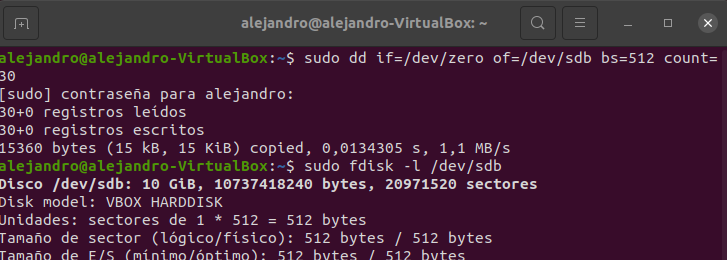 alejandro@alejandro-VirtualBox: ~
alejandro@alejandro-VirtualBox:~$ sudo dd if=/dev/zero of=/dev/sdb bs=512 count=
30
[sudo] contraseña para alejandro:
30+0 registros leídos
30+0 registros escritos
15360 bytes (15 kB, 15 KiB) copied, 0,0134305 s, 1,1 MB/s
alejandro@alejandro-VirtualBox:~$ sudo fdisk -l /dev/sdb
Disco /dev/sdb: 10 GiB, 10737418240 bytes, 20971520 sectores
Disk model: VBOX HARDDISK
Unidades: sectores de 1 * 512 = 512 bytes
Tamaño de sector (lógico/físico): 512 bytes / 512 bytes
Tamaño de E/S (mínimo/óptimo): 512 bytes / 512 bytes